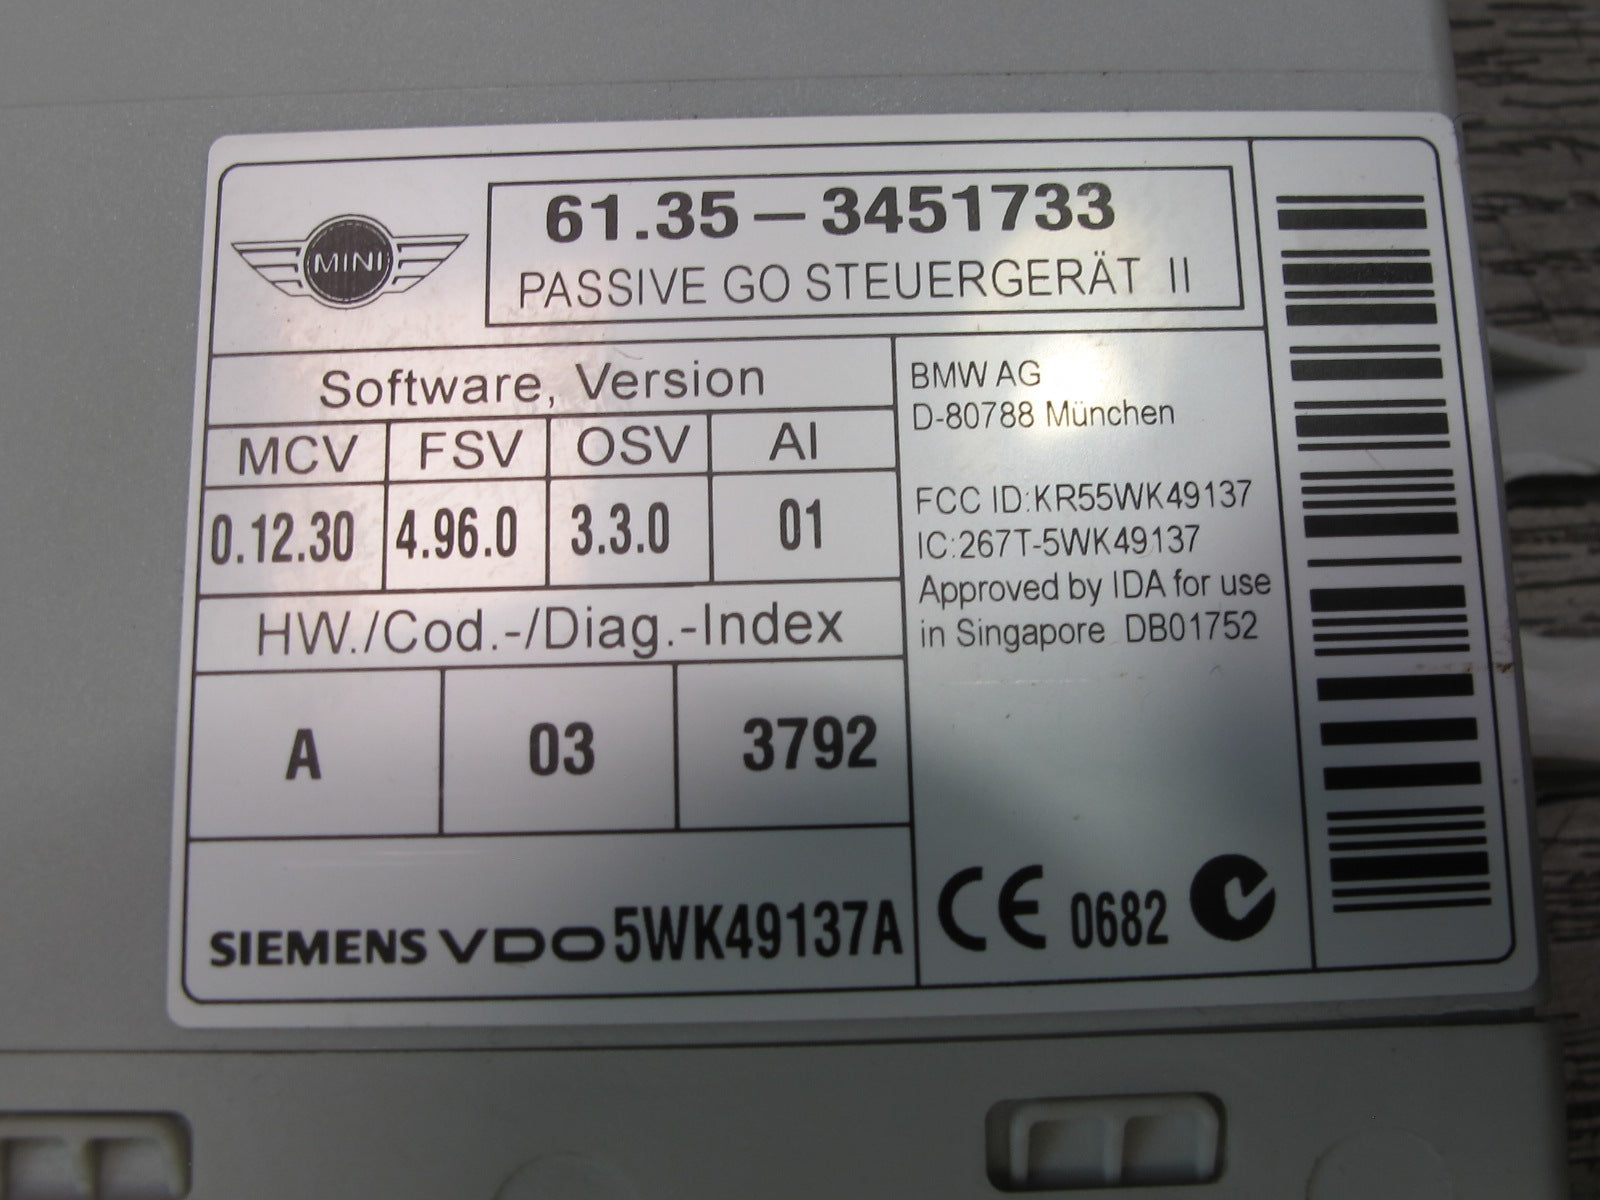 MINI
61.35-3451733
PASSIVE GO STEUERGERÄT II
Software, Version
MCV FSV OSV AI
0.12.30 4.96.0 3.3.0 01
HW./Cod.-/Diag.-Index
A 03 3792
SIEMENS VDO 5WK49137A
BMW AG
D-80788 München
FCC ID:KR55WK49137
IC:267T-5WK49137
Approved by IDA for use
in Singapore DB01752
CE 0682